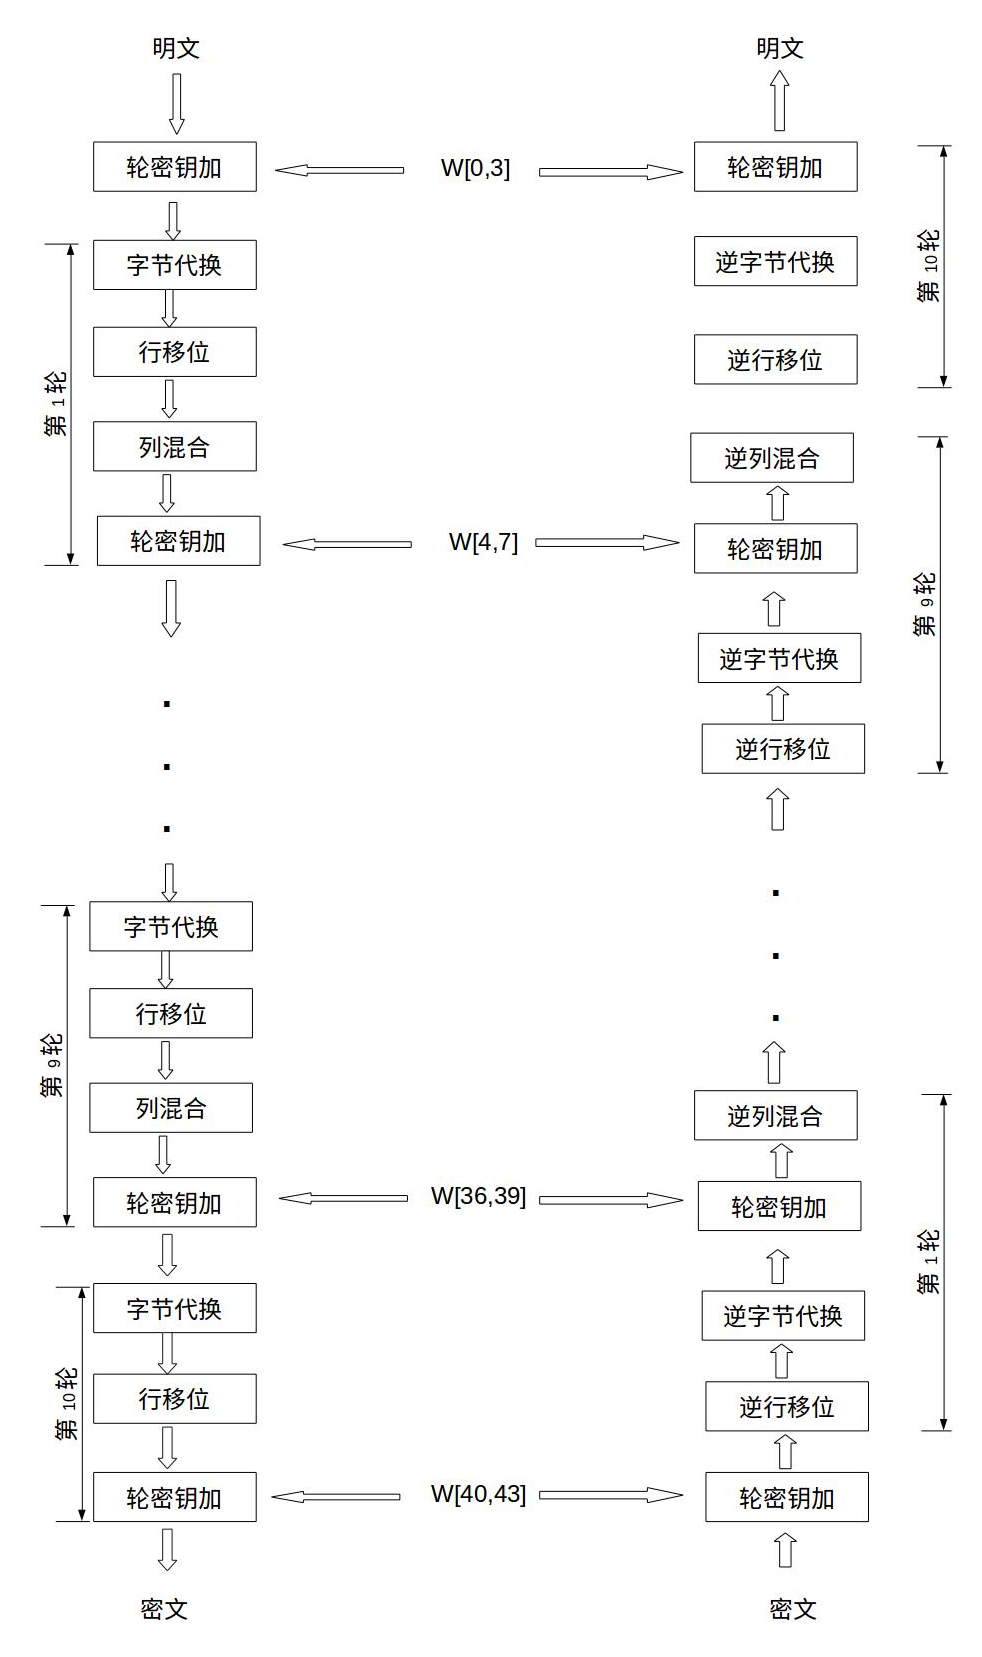 明文
明文
轮密钥加
W[0,3]
轮密钥加
字节代换
逆字节代换
第 10 轮
行移位
逆行移位
第 1 轮
列混合
逆列混合
轮密钥加
W[4,7]
轮密钥加
第 9 轮
逆字节代换
.
逆行移位
.
.
.
字节代换
.
行移位
.
第 9 轮
列混合
逆列混合
轮密钥加
W[36,39]
轮密钥加
第 1 轮
字节代换
逆字节代换
第 10 轮
行移位
逆行移位
轮密钥加
W[40,43]
轮密钥加
密文
密文